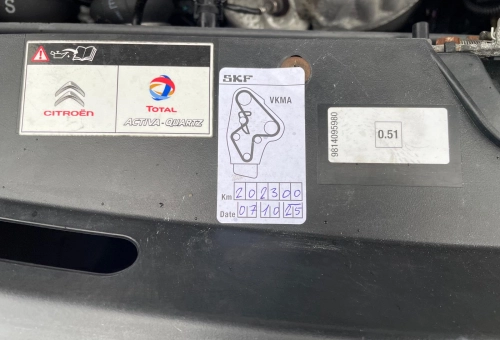 CITROËN
TOTAL
ACTIVA-QUARTZ
SKF
VKMA
Km 202300
Date 07 10 25
9814095980
0.51
S